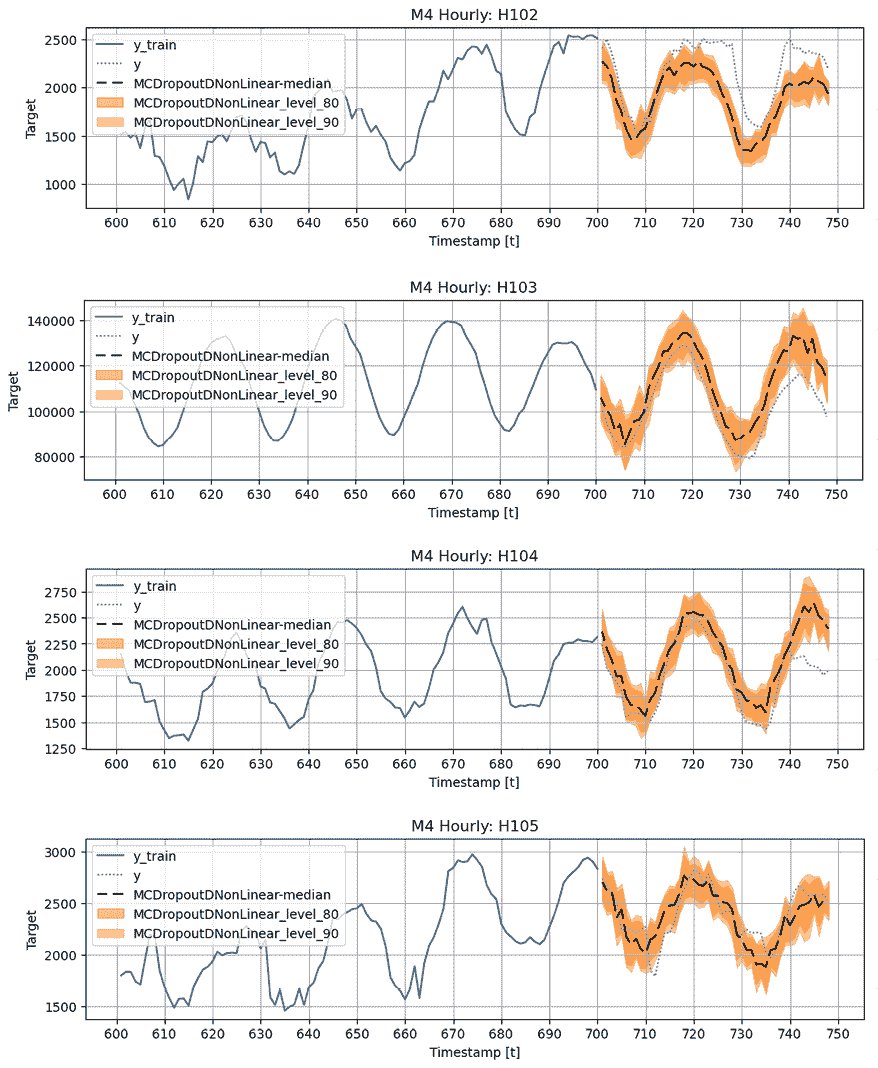 M4 Hourly: H102
Target
2500
2000
1500
1000
y_train
y
MCDropoutDNonLinear-median
MCDropoutDNonLinear_level_80
MCDropoutDNonLinear_level_90
600 610 620 630 640 650 660 670 680 690 700 710 720 730 740 750
Timestamp [t]
M4 Hourly: H103
Target
140000
120000
100000
80000
y_train
y
MCDropoutDNonLinear-median
MCDropoutDNonLinear_level_80
MCDropoutDNonLinear_level_90
600 610 620 630 640 650 660 670 680 690 700 710 720 730 740 750
Timestamp [t]
M4 Hourly: H104
Target
2750
2500
2250
2000
1750
1500
1250
y_train
y
MCDropoutDNonLinear-median
MCDropoutDNonLinear_level_80
MCDropoutDNonLinear_level_90
600 610 620 630 640 650 660 670 680 690 700 710 720 730 740 750
Timestamp [t]
M4 Hourly: H105
Target
3000
2500
2000
1500
y_train
y
MCDropoutDNonLinear-median
MCDropoutDNonLinear_level_80
MCDropoutDNonLinear_level_90
600 610 620 630 640 650 660 670 680 690 700 710 720 730 740 750
Timestamp [t]